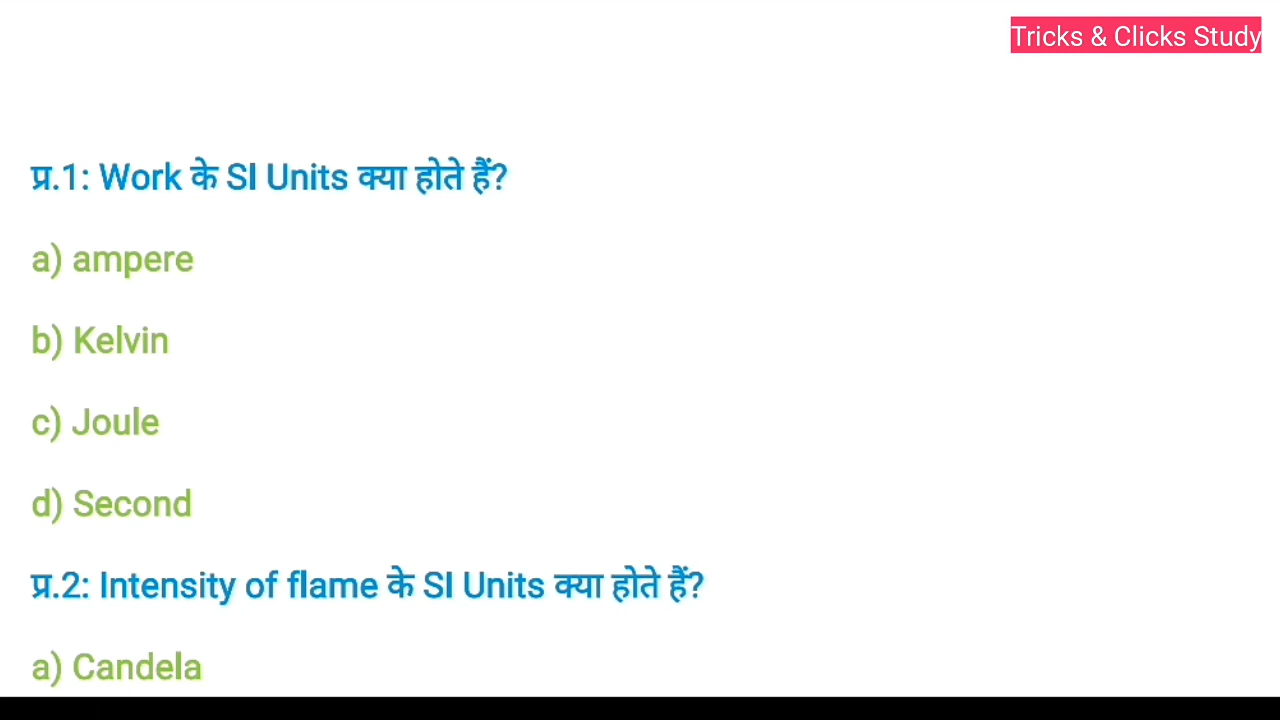 Tricks & Clicks Study
प्र.1: Work के SI Units क्या होते हैं?
a) ampere
b) Kelvin
c) Joule
d) Second
प्र.2: Intensity of flame के SI Units क्या होते हैं?
a) Candela